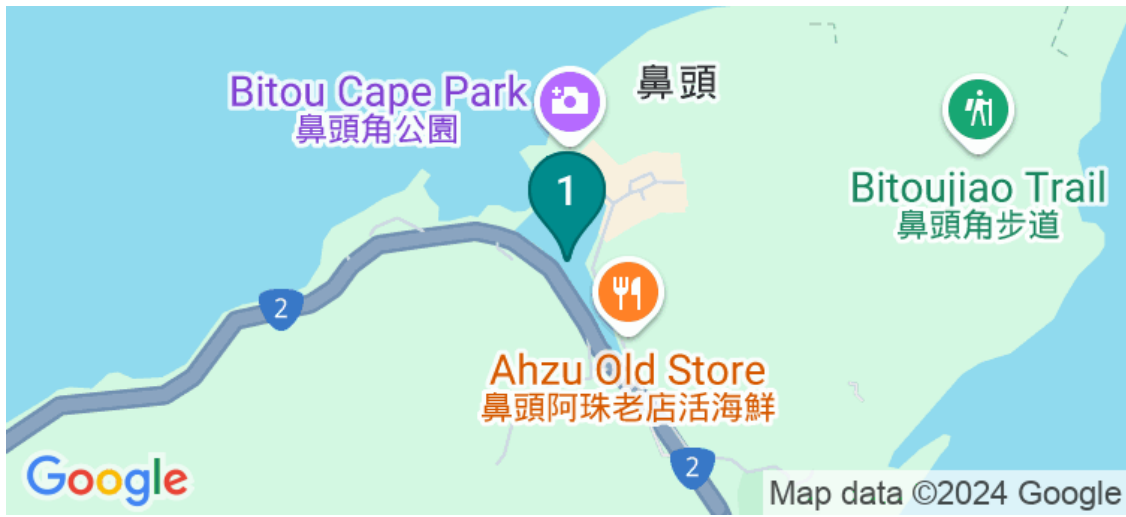 Bitou Cape Park
鼻頭角公園
鼻頭
Bitoujiao Trail
鼻頭角步道
1
2
Ahzu Old Store
鼻頭阿珠老店活海鮮
2
Google
Map data ©2024 Google